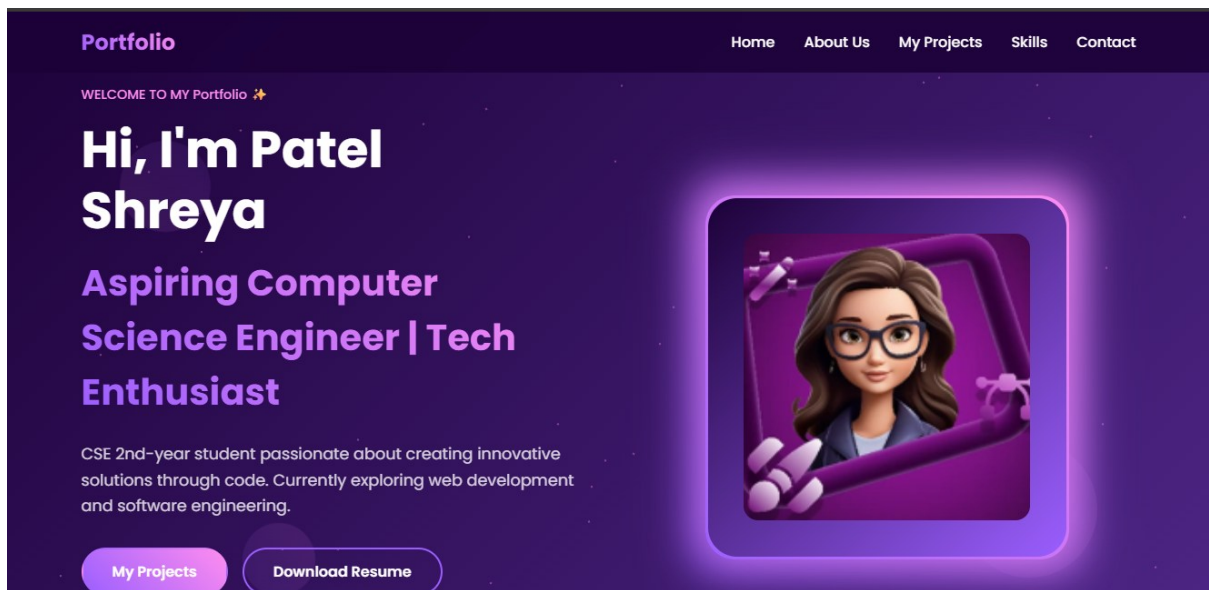 Portfolio
Home About Us My Projects Skills Contact
WELCOME TO MY Portfolio ✨
Hi, I'm Patel
Shreya
Aspiring Computer
Science Engineer | Tech
Enthusiast
CSE 2nd-year student passionate about creating innovative
solutions through code. Currently exploring web development
and software engineering.
My Projects Download Resume